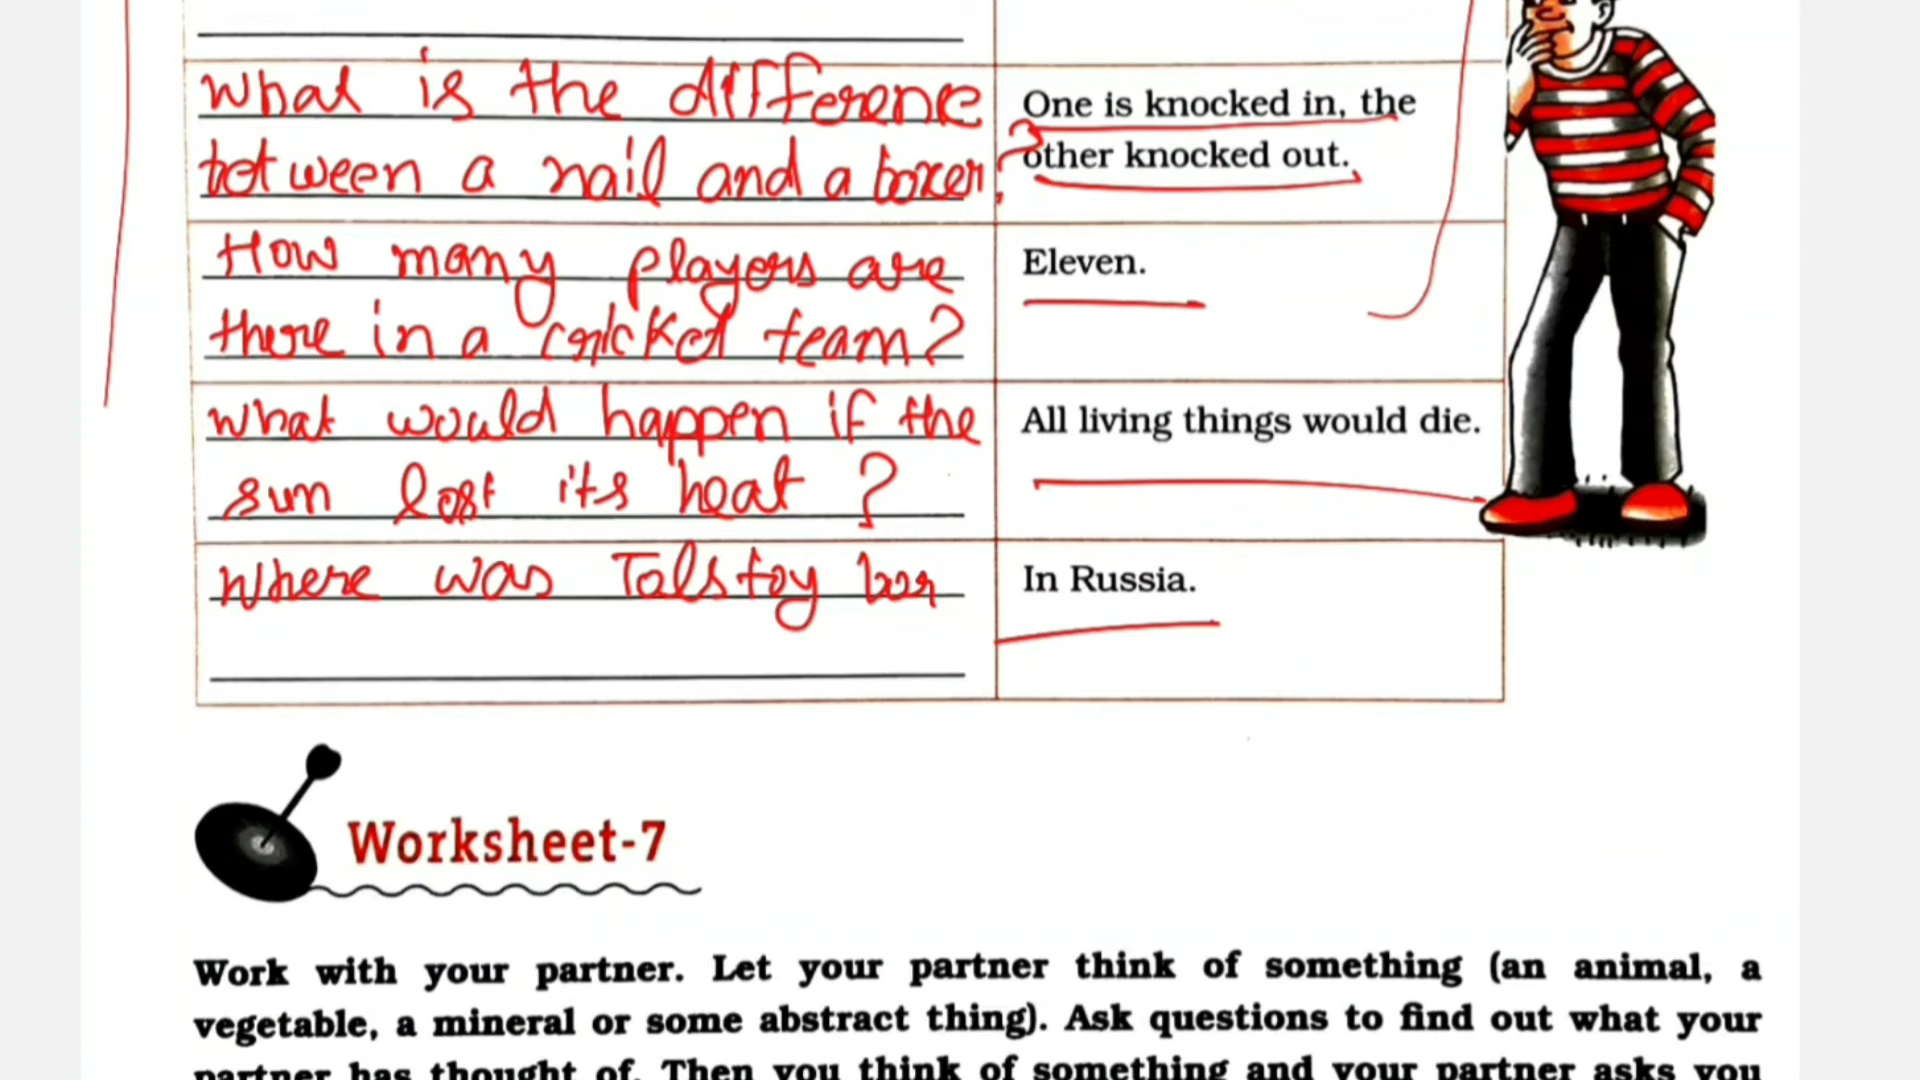 What is the difference
One is knocked in, the
between a nail and a boxer?
other knocked out.
How many players are
Eleven.
there in a cricket team?
what would happen if the
All living things would die.
sun lost its heat ?
Where was Tolstoy bor
In Russia.
Worksheet-7
Work with your partner. Let your partner think of something (an animal, a
vegetable, a mineral or some abstract thing). Ask questions to find out what your
partner has thought of. Then you think of something and your partner asks you